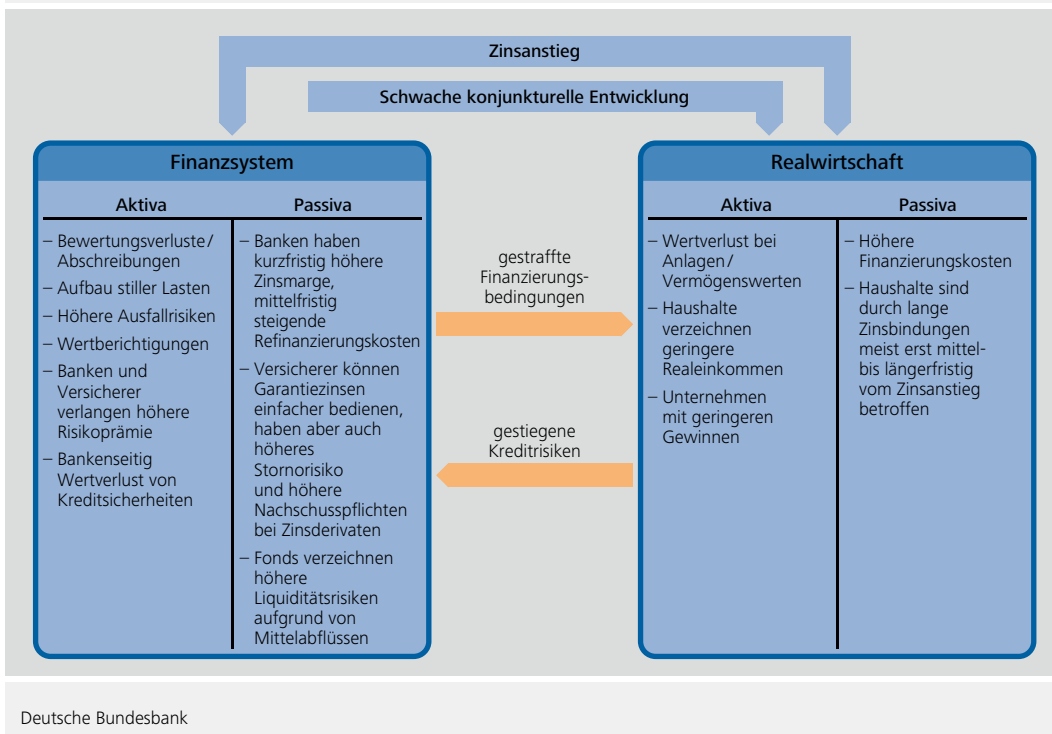 Zinsanstieg
Schwache konjunkturelle Entwicklung
Finanzsystem
Aktiva
– Bewertungsverluste/
Abschreibungen
– Aufbau stiller Lasten
– Höhere Ausfallrisiken
– Wertberichtigungen
– Banken und
Versicherer
verlangen höhere
Risikoprämie
– Bankenseitig
Wertverlust von
Kreditsicherheiten
Passiva
– Banken haben
kurzfristig höhere
Zinsmarge,
mittelfristig
steigende
Refinanzierungskosten
– Versicherer können
Garantiezinsen
einfacher bedienen,
haben aber auch
höheres
Stornorisiko
und höhere
Nachschusspflichten
bei Zinsderivaten
– Fonds verzeichnen
höhere
Liquiditätsrisiken
aufgrund von
Mittelabflüssen
gestraffte
Finanzierungs-
bedingungen
gestiegene
Kreditrisiken
Realwirtschaft
Aktiva
– Wertverlust bei
Anlagen/
Vermögenswerten
– Haushalte
verzeichnen
geringere
Realeinkommen
– Unternehmen
mit geringeren
Gewinnen
Passiva
– Höhere
Finanzierungskosten
– Haushalte sind
durch lange
Zinsbindungen
meist erst mittel-
bis längerfristig
vom Zinsanstieg
betroffen
Deutsche Bundesbank